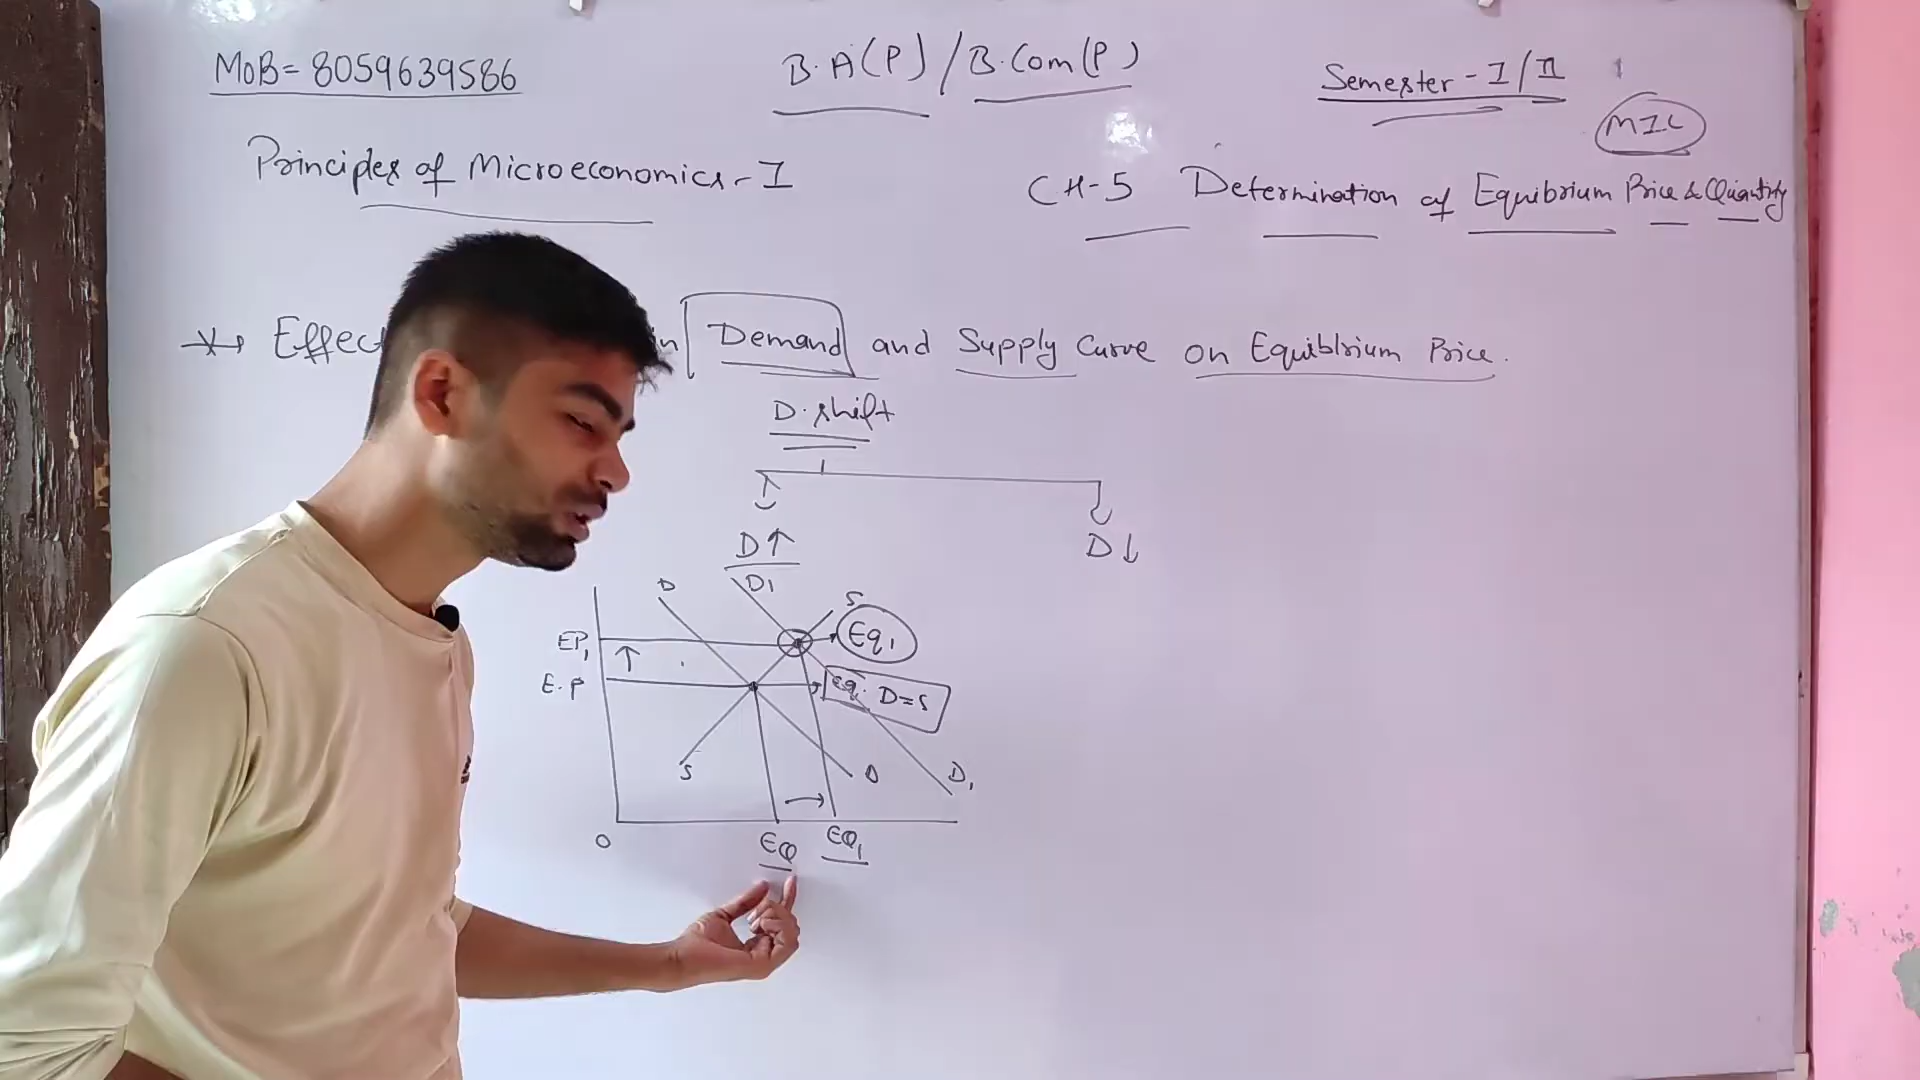 MOB = 8059639586
B.A(P) / B.Com(P)
Semester - I/II
MIL
Principles of Microeconomics - I
CH-5 Determination of Equibrium Price & Quantity
Effec
n Demand and Supply Curve on Equiblrium Price.
D. shift
D↑
D↓
D
D1
S
EP1
↑
Eq1
E.P
eq. D=S
S
D
D1
→
O
EQ
EQ1